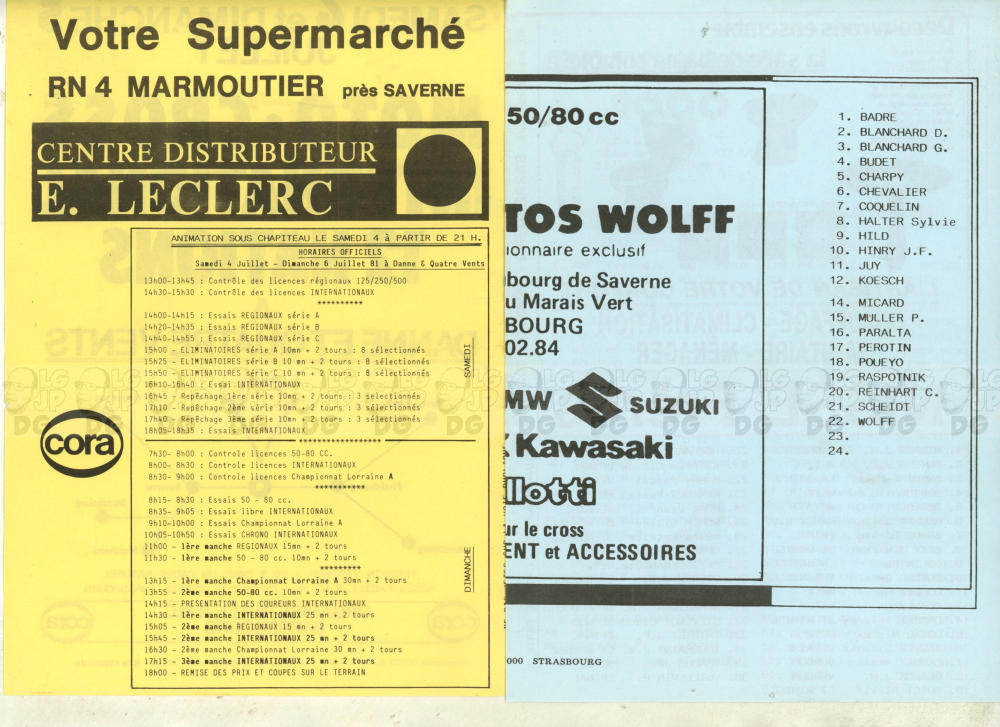 Votre Supermarché
RN 4 MARMOUTIER près SAVERNE
CENTRE DISTRIBUTEUR
E. LECLERC
ANIMATION SOUS CHAPITEAU LE SAMEDI 4 à PARTIR DE 21 H.
HORAIRES OFFICIELS
Samedi 4 Juillet - Dimanche 6 Juillet 81 à Danne & Quatre Vents
13h00-13h45 : Contrôle des licences régionaux 125/250/500
14h30-15h30 : Contrôle des licences INTERNATIONAUX
**********
14h00-14h15 : Essais REGIONAUX série A
14h20-14h35 : Essais REGIONAUX série B
14h40-14h55 : Essais REGIONAUX série C
15h00 - ELIMINATOIRES série A 10mn + 2 tours : 8 sélectionnés
15h25 - ELIMINATOIRES série B 10 mn + 2 tours : 8 sélectionnés
15h50 - ELIMINATOIRES série C 10 mn + 2 tours : 8 sélectionnés
16h10-16h40 : Essai INTERNATIONAUX
16h45 - Repêchage 1ère série 10mn + 2 tours : 3 sélectionnés
17h10 - Repêchage 2ème série 10mn + 2 tours : 3 sélectionnés
17h40 - Repêchage 3ème série 10mn + 2 tours : 3 sélectionnés
18h05-18h35 : Essais INTERNATIONAUX
SAMEDI
******************
7h30- 8h00 : Controle licences 50-80 CC.
8h00- 8h30 : Controle licences INTERNATIONAUX
8h30- 9h00 : Controle licences Championnat Lorraine A
***********
8h15- 8h30 : Essais 50 - 80 cc.
8h35- 9h05 : Essais libre INTERNATIONAUX
9h10-10h00 : Essais Championnat Lorraine A
10h05-10h50 : Essais CHRONO INTERNATIONAUX
11h00 - 1ère manche REGIONAUX 15mn + 2 tours
11h30 - 1ère manche 50 - 80 cc. 10mn + 2 tours
*********
13h15 - 1ère manche Championnat Lorraine A 30mn + 2 tours
13h55 - 2ème manche 50-80 cc. 10mn + 2 tours
14h15 - PRESENTATION DES COUREURS INTERNATIONAUX
14h30 - 1ère manche INTERNATIONAUX 25 mn + 2 tours
15h05 - 2ème manche REGIONAUX 15 mn + 2 tours
15h45 - 2ème manche INTERNATIONAUX 25 mn + 2 tours
16h30 - 2ème manche Championnat Lorraine 30 mn + 2 tours
17h15 - 3ème manche INTERNATIONAUX 25 mn + 2 tours
18h00 - REMISE DES PRIX ET COUPES SUR LE TERRAIN
DIMANCHE
cora
50/80 cc
TOS WOLFF
ionnaire exclusif
bourg de Saverne
u Marais Vert
BOURG
02.84
MW SUZUKI
Kawasaki
llotti
ur le cross
ENT et ACCESSOIRES
000 STRASBOURG
1. BADRE
2. BLANCHARD D.
3. BLANCHARD G.
4. BUDET
5. CHARPY
6. CHEVALIER
7. COQUELIN
8. HALTER Sylvie
9. HILD
10. HINRY J.F.
11. JUY
12. KOESCH
14. MICARD
15. MULLER P.
16. PARALTA
17. PEROTIN
18. POUEYO
19. RASPOTNIK
20. REINHART C.
21. SCHEIDT
22. WOLFF
23.
24.